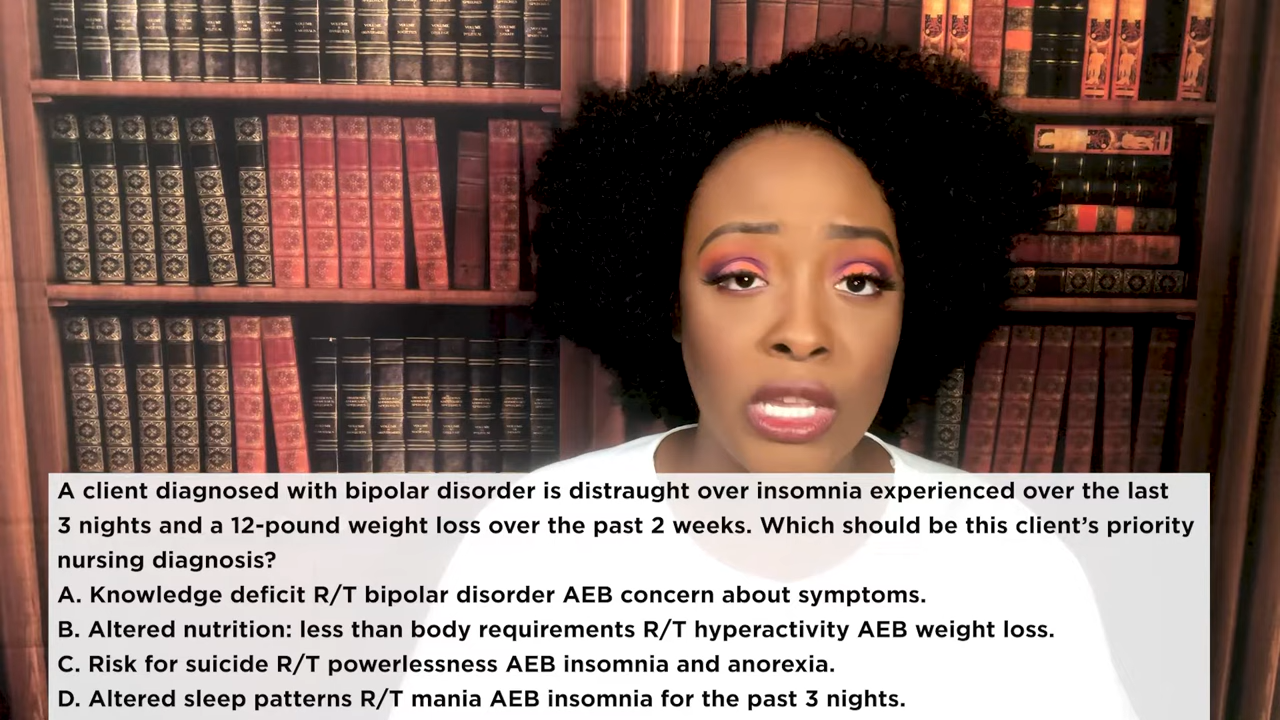 A client diagnosed with bipolar disorder is distraught over insomnia experienced over the last
3 nights and a 12-pound weight loss over the past 2 weeks. Which should be this client's priority
nursing diagnosis?
A. Knowledge deficit R/T bipolar disorder AEB concern about symptoms.
B. Altered nutrition: less than body requirements R/T hyperactivity AEB weight loss.
C. Risk for suicide R/T powerlessness AEB insomnia and anorexia.
D. Altered sleep patterns R/T mania AEB insomnia for the past 3 nights.